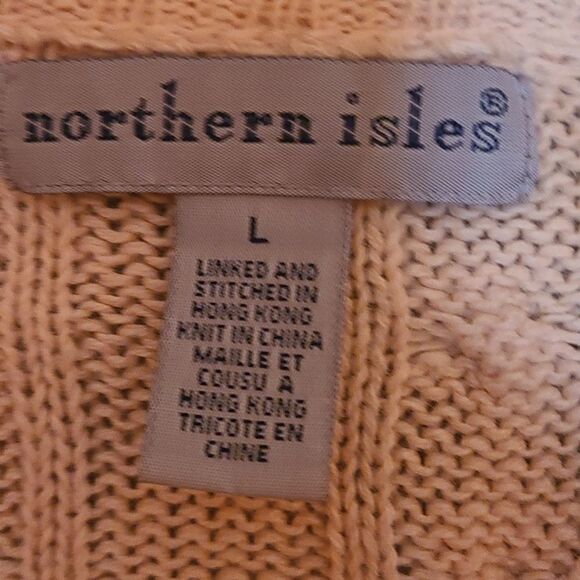 northern isles®
L
LINKED AND
STITCHED IN
HONG KONG
KNIT IN CHINA
MAILLE ET
COUSU A
HONG KONG
TRICOTE EN
CHINE